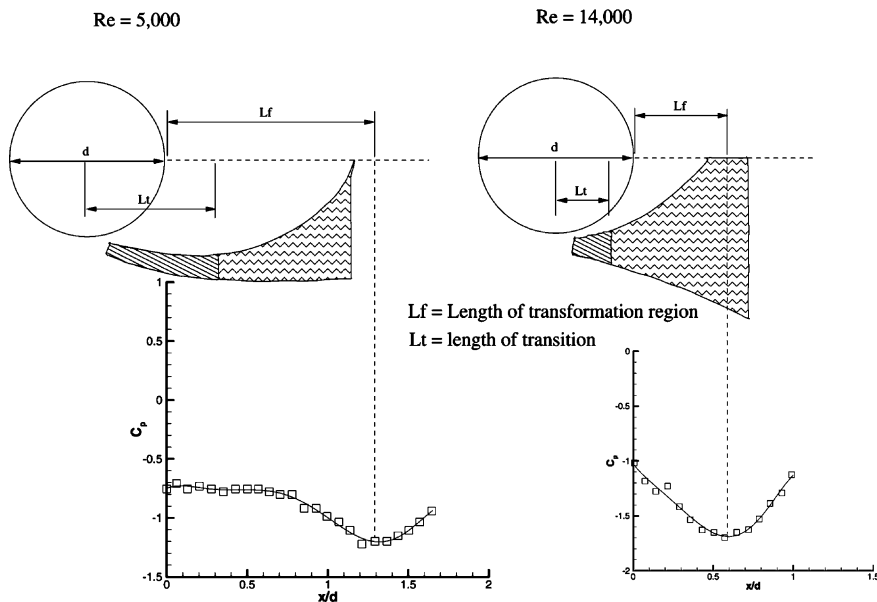 Re = 5,000
Re = 14,000
Lf
d
Lt
Lf
d
Lt
Lf = Length of transformation region
Lt = length of transition
1
0.5
0
-0.5
-1
-1.5
Cp
0
0.5
1
1.5
2
x/d
0
-0.5
-1
-1.5
-2
Cp
0
0.5
1
1.5
x/d